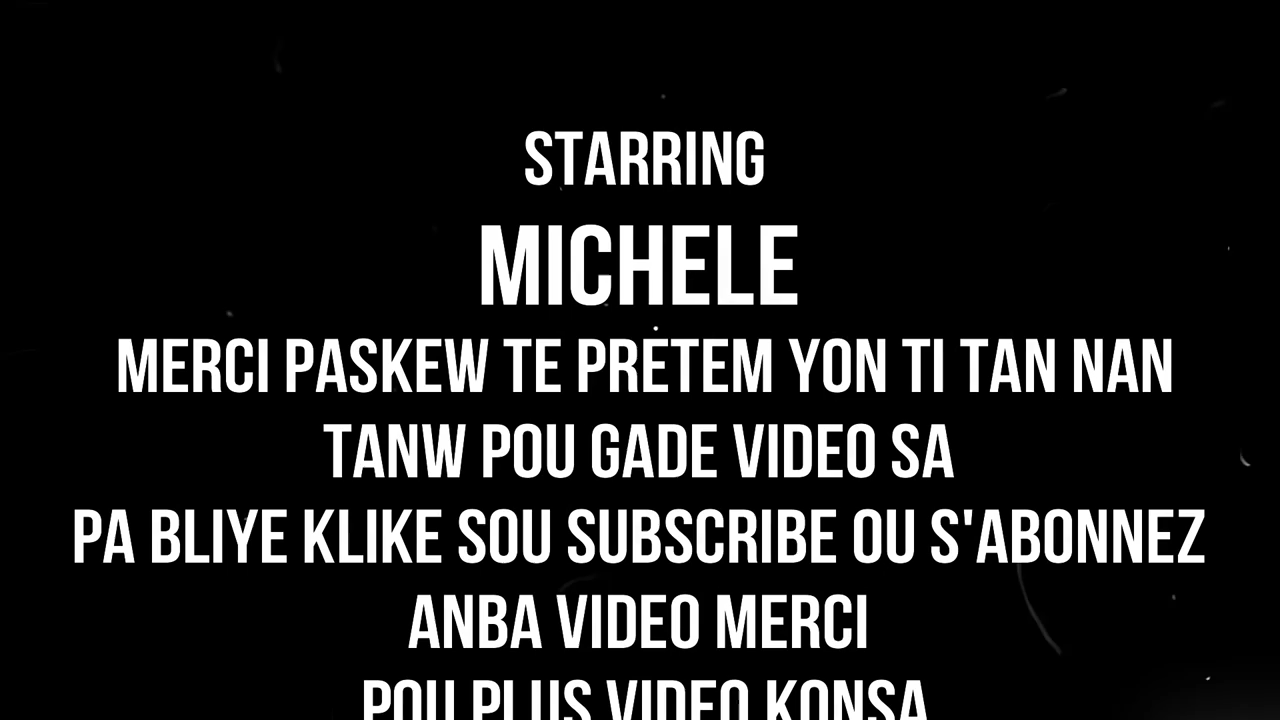 STARRING
MICHELE
MERCI PASKEW TE PRETEM YON TI TAN NAN
TANW POU GADE VIDEO SA
PA BLIYE KLIKE SOU SUBSCRIBE OU S'ABONNEZ
ANBA VIDEO MERCI
POU PLUS VIDEO KONSA